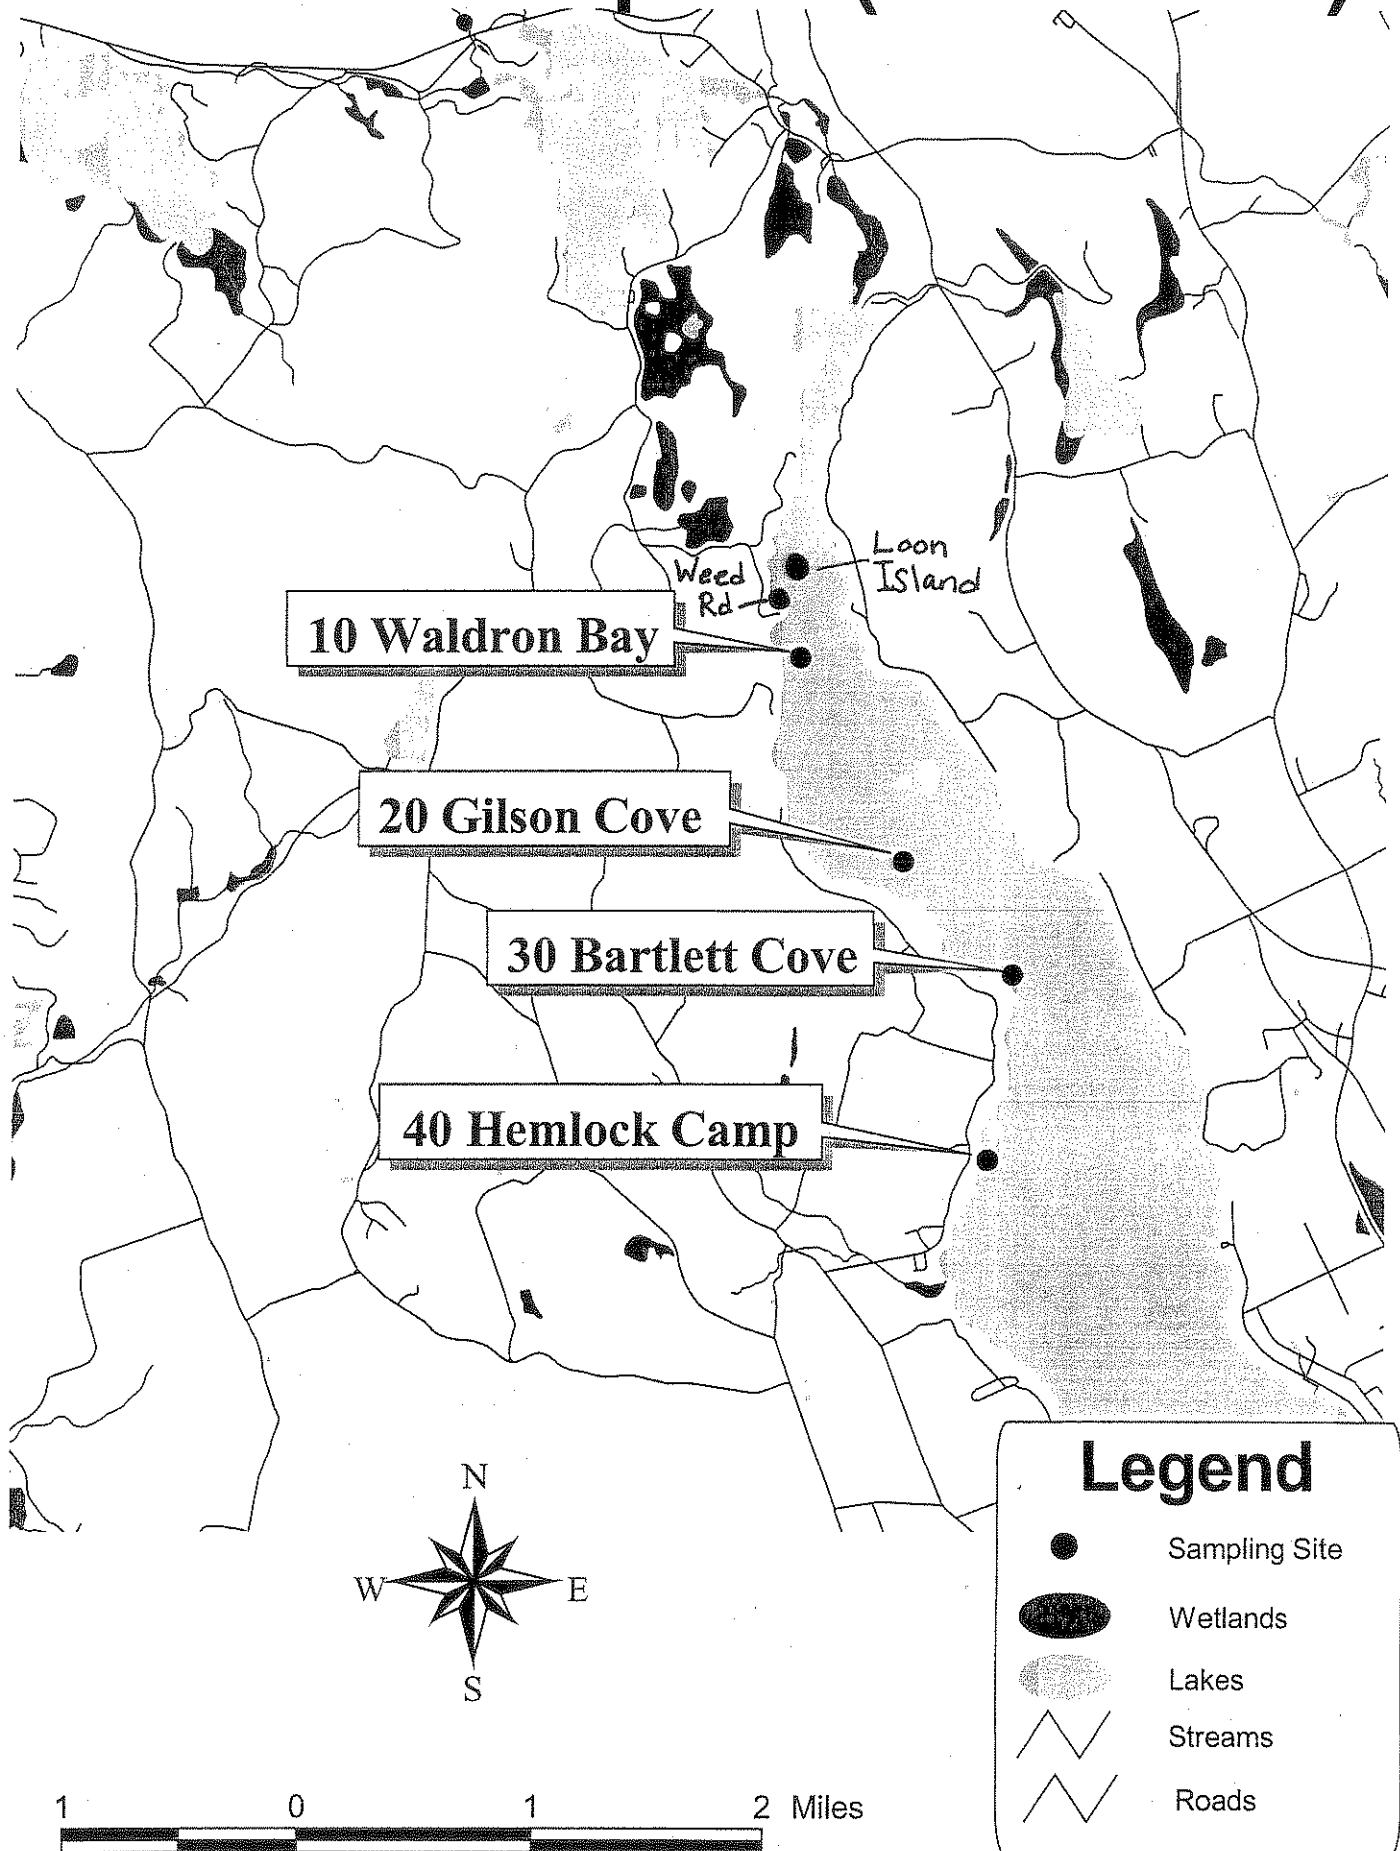 Loon
Island
Weed
Rd
10 Waldron Bay
20 Gilson Cove
30 Bartlett Cove
40 Hemlock Camp
N
W E
S
Legend
Sampling Site
Wetlands
Lakes
Streams
Roads
1 0 1 2 Miles